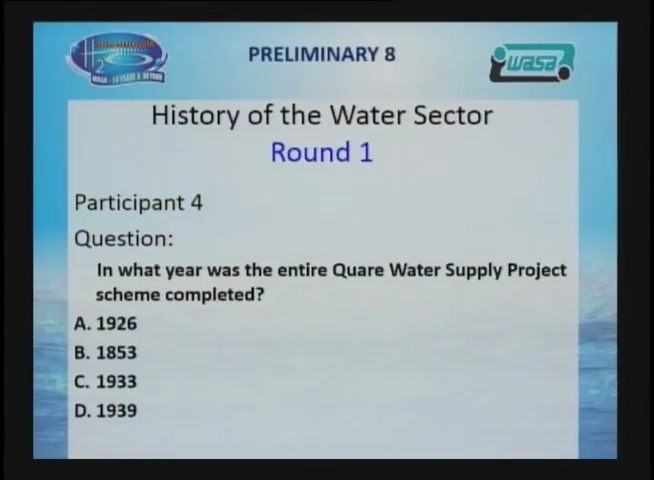 PRELIMINARY 8
wasa
History of the Water Sector
Round 1
Participant 4
Question:
In what year was the entire Quare Water Supply Project
scheme completed?
A. 1926
B. 1853
C. 1933
D. 1939